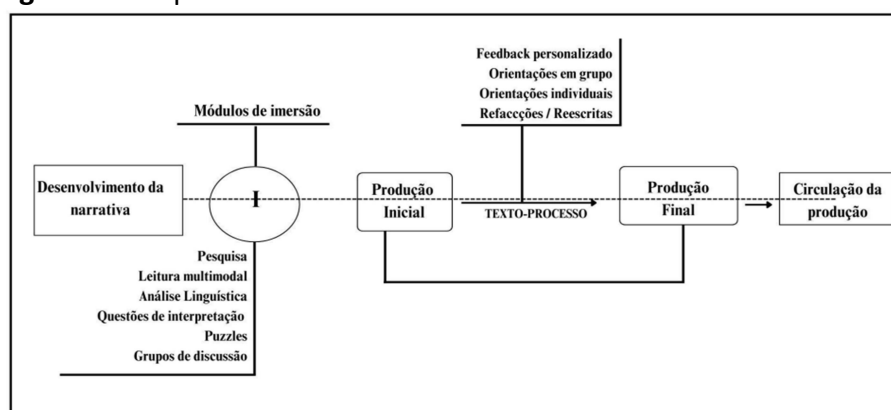 Feedback personalizado
Orientações em grupo
Orientações individuais
Refacções / Reescritas
Módulos de imersão
Desenvolvimento da
narrativa
I
Produção
Inicial
TEXTO-PROCESSO
Produção
Final
Circulação da
produção
Pesquisa
Leitura multimodal
Análise Linguística
Questões de interpretação
Puzzles
Grupos de discussão